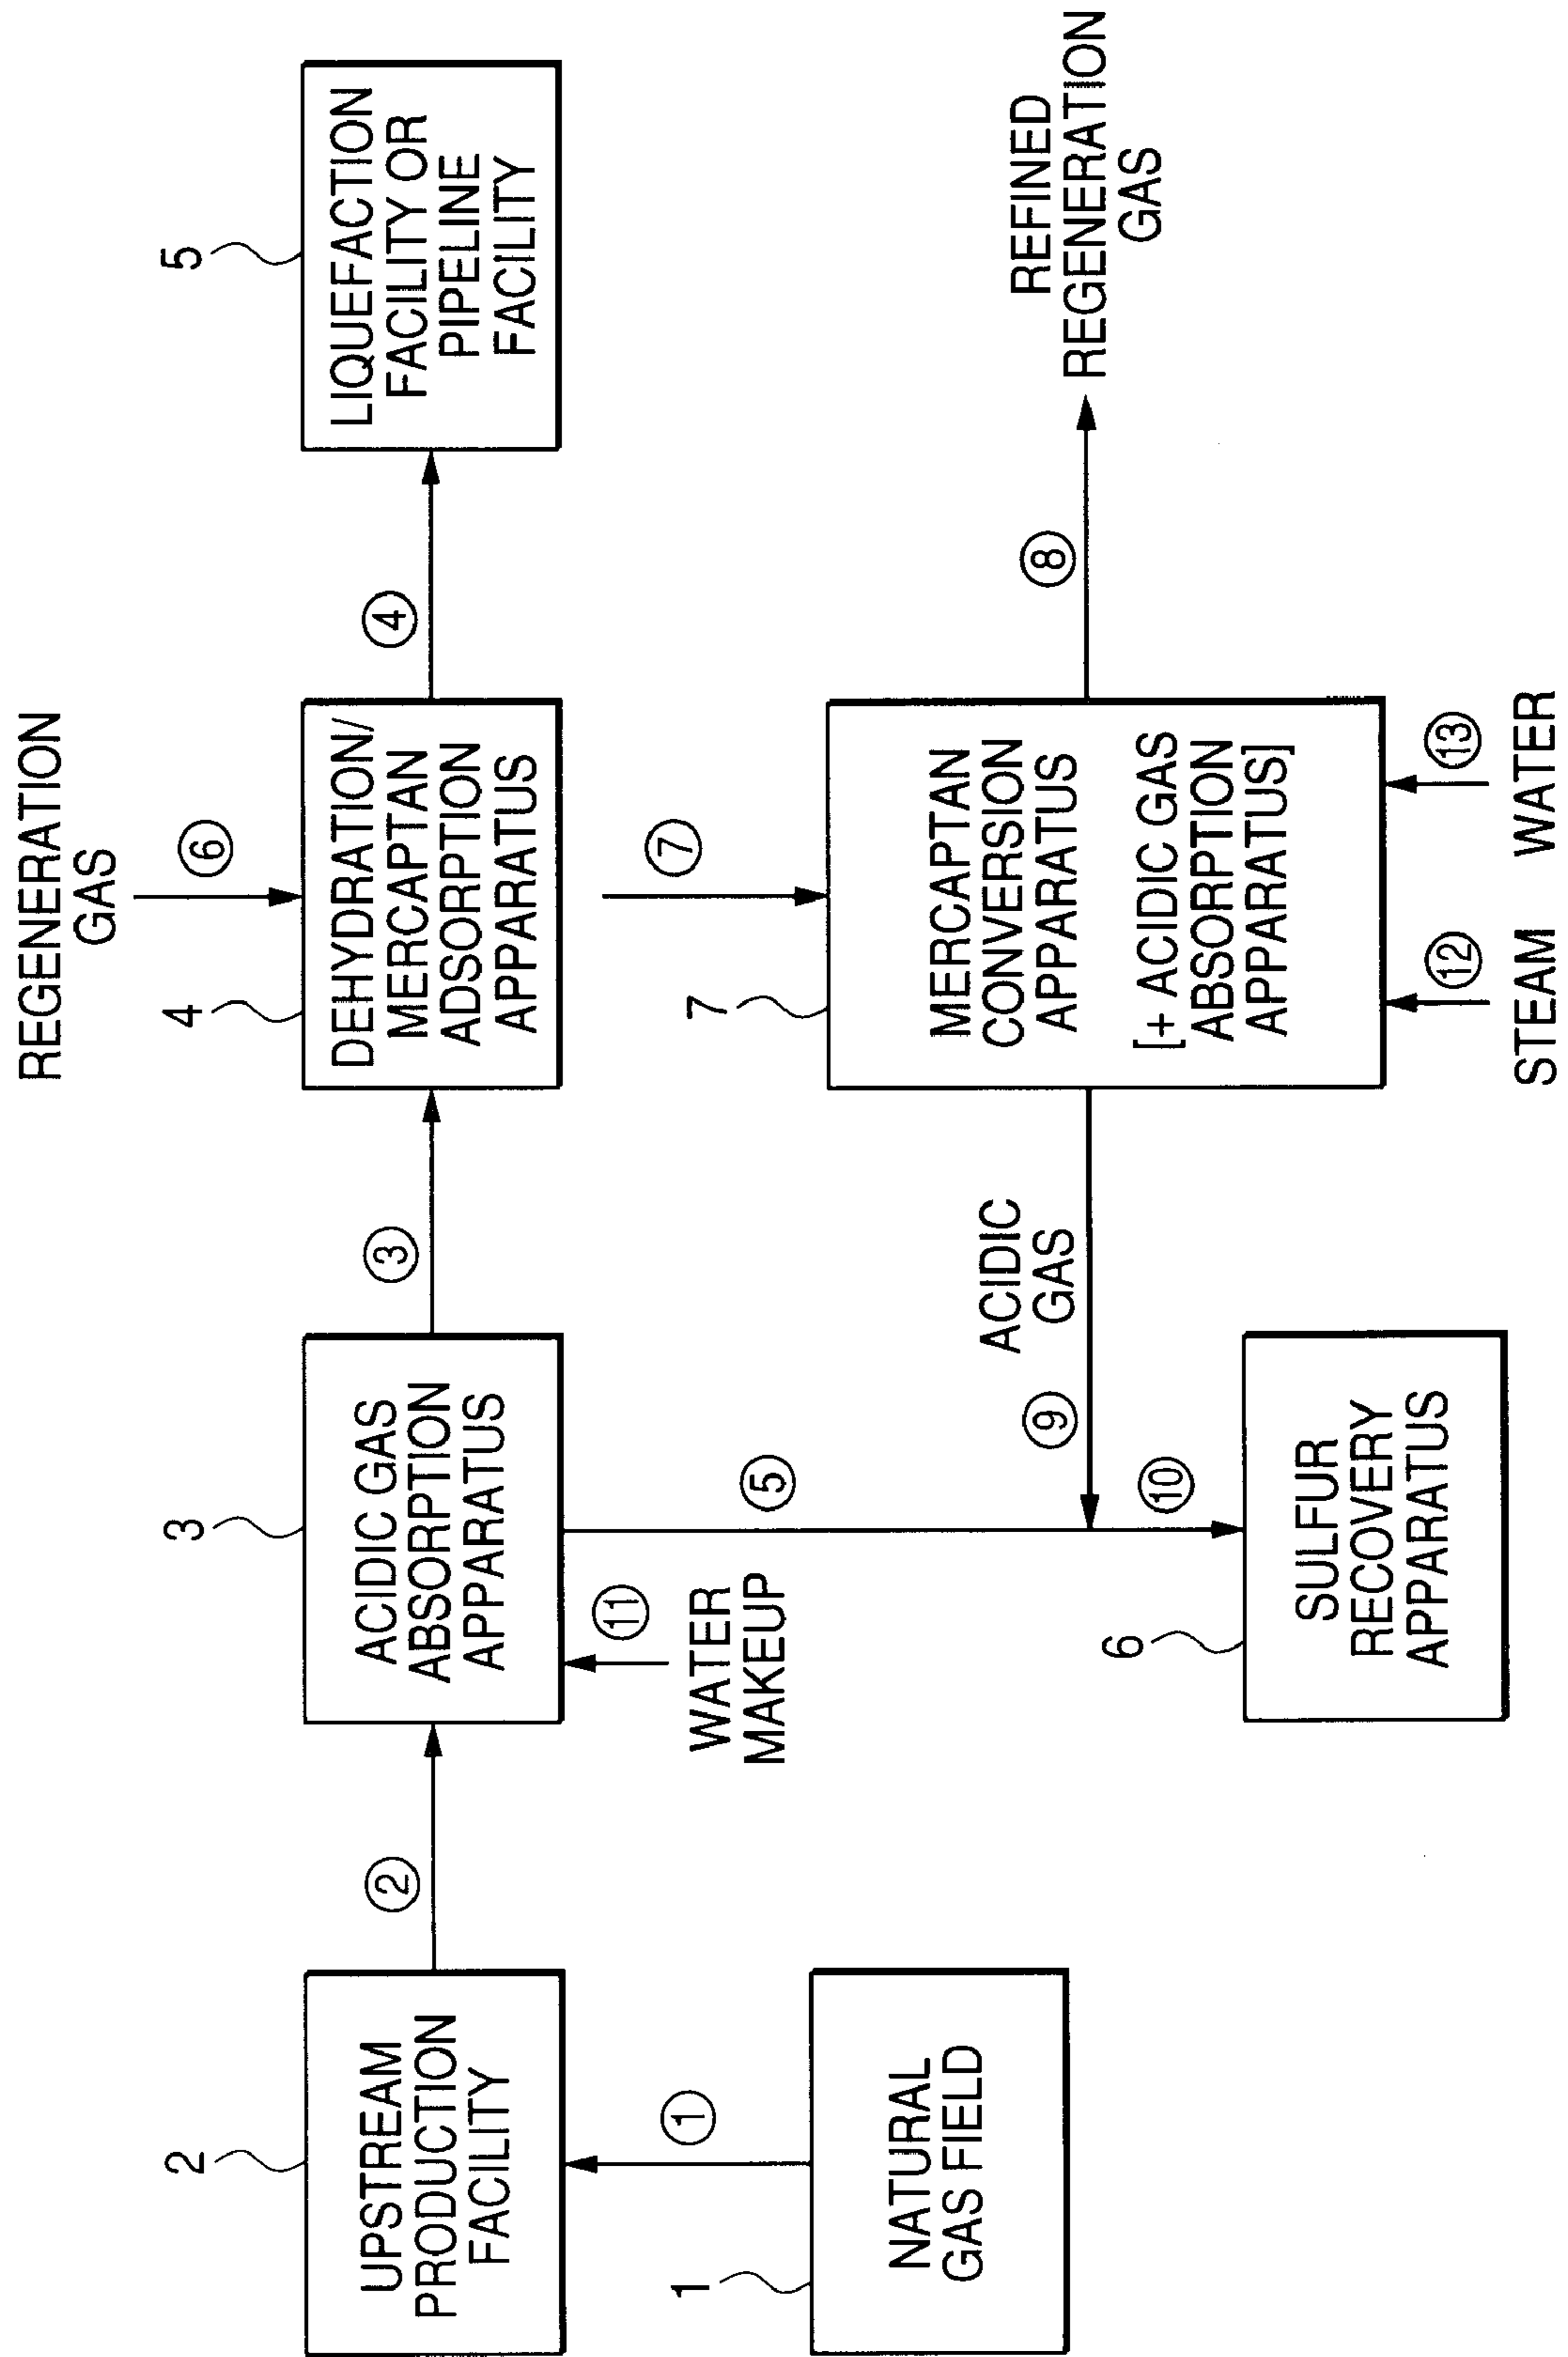 REGENERATION
GAS
⑥
2
UPSTREAM
PRODUCTION
FACILITY
②
3
ACIDIC GAS
ABSORPTION
APPARATUS
③
4
DEHYDRATION/
MERCAPTAN
ADSORPTION
APPARATUS
④
5
LIQUEFACTION
FACILITY OR
PIPELINE
FACILITY
①
⑪
WATER
MAKEUP
⑤
⑦
1
NATURAL
GAS FIELD
ACIDIC
GAS
⑨
7
MERCAPTAN
CONVERSION
APPARATUS
[+ ACIDIC GAS
ABSORPTION
APPARATUS]
⑧
REFINED
REGENERATION
GAS
⑩
6
SULFUR
RECOVERY
APPARATUS
⑫
STEAM
⑬
WATER